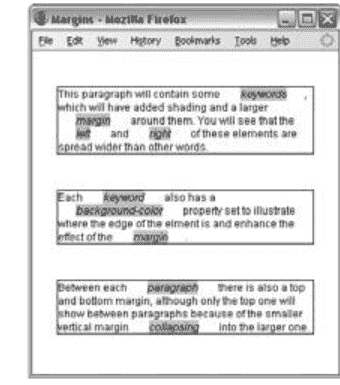 Margins - Mozilla Firefox
File Edit View History Bookmarks Tools Help
This paragraph will contain some keywords ,
which will have added shading and a larger
margin around them. You will see that the
left and right of these elements are
spread wider than other words.
Each keyword also has a
background-color property set to illustrate
where the edge of the elment is and enhance the
effect of the margin .
Between each paragraph there is also a top
and bottom margin, although only the top one will
show between paragraphs because of the smaller
vertical margin collapsing into the larger one